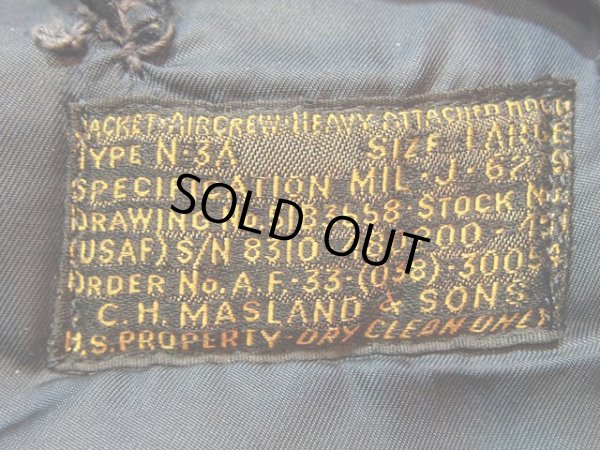 JACKET-AIRCREW-HEAVY ATTACHED HOOD
TYPE N-3A SIZE LARGE
SPECIFICATION MIL-J-67
DRAWING STOCK
(USAF) S/N 8310
ORDER No. A.F-33-(038)-3005
C.H. MASLAND & SONS
U.S. PROPERTY-DRY CLEAN ONLY
SOLD OUT